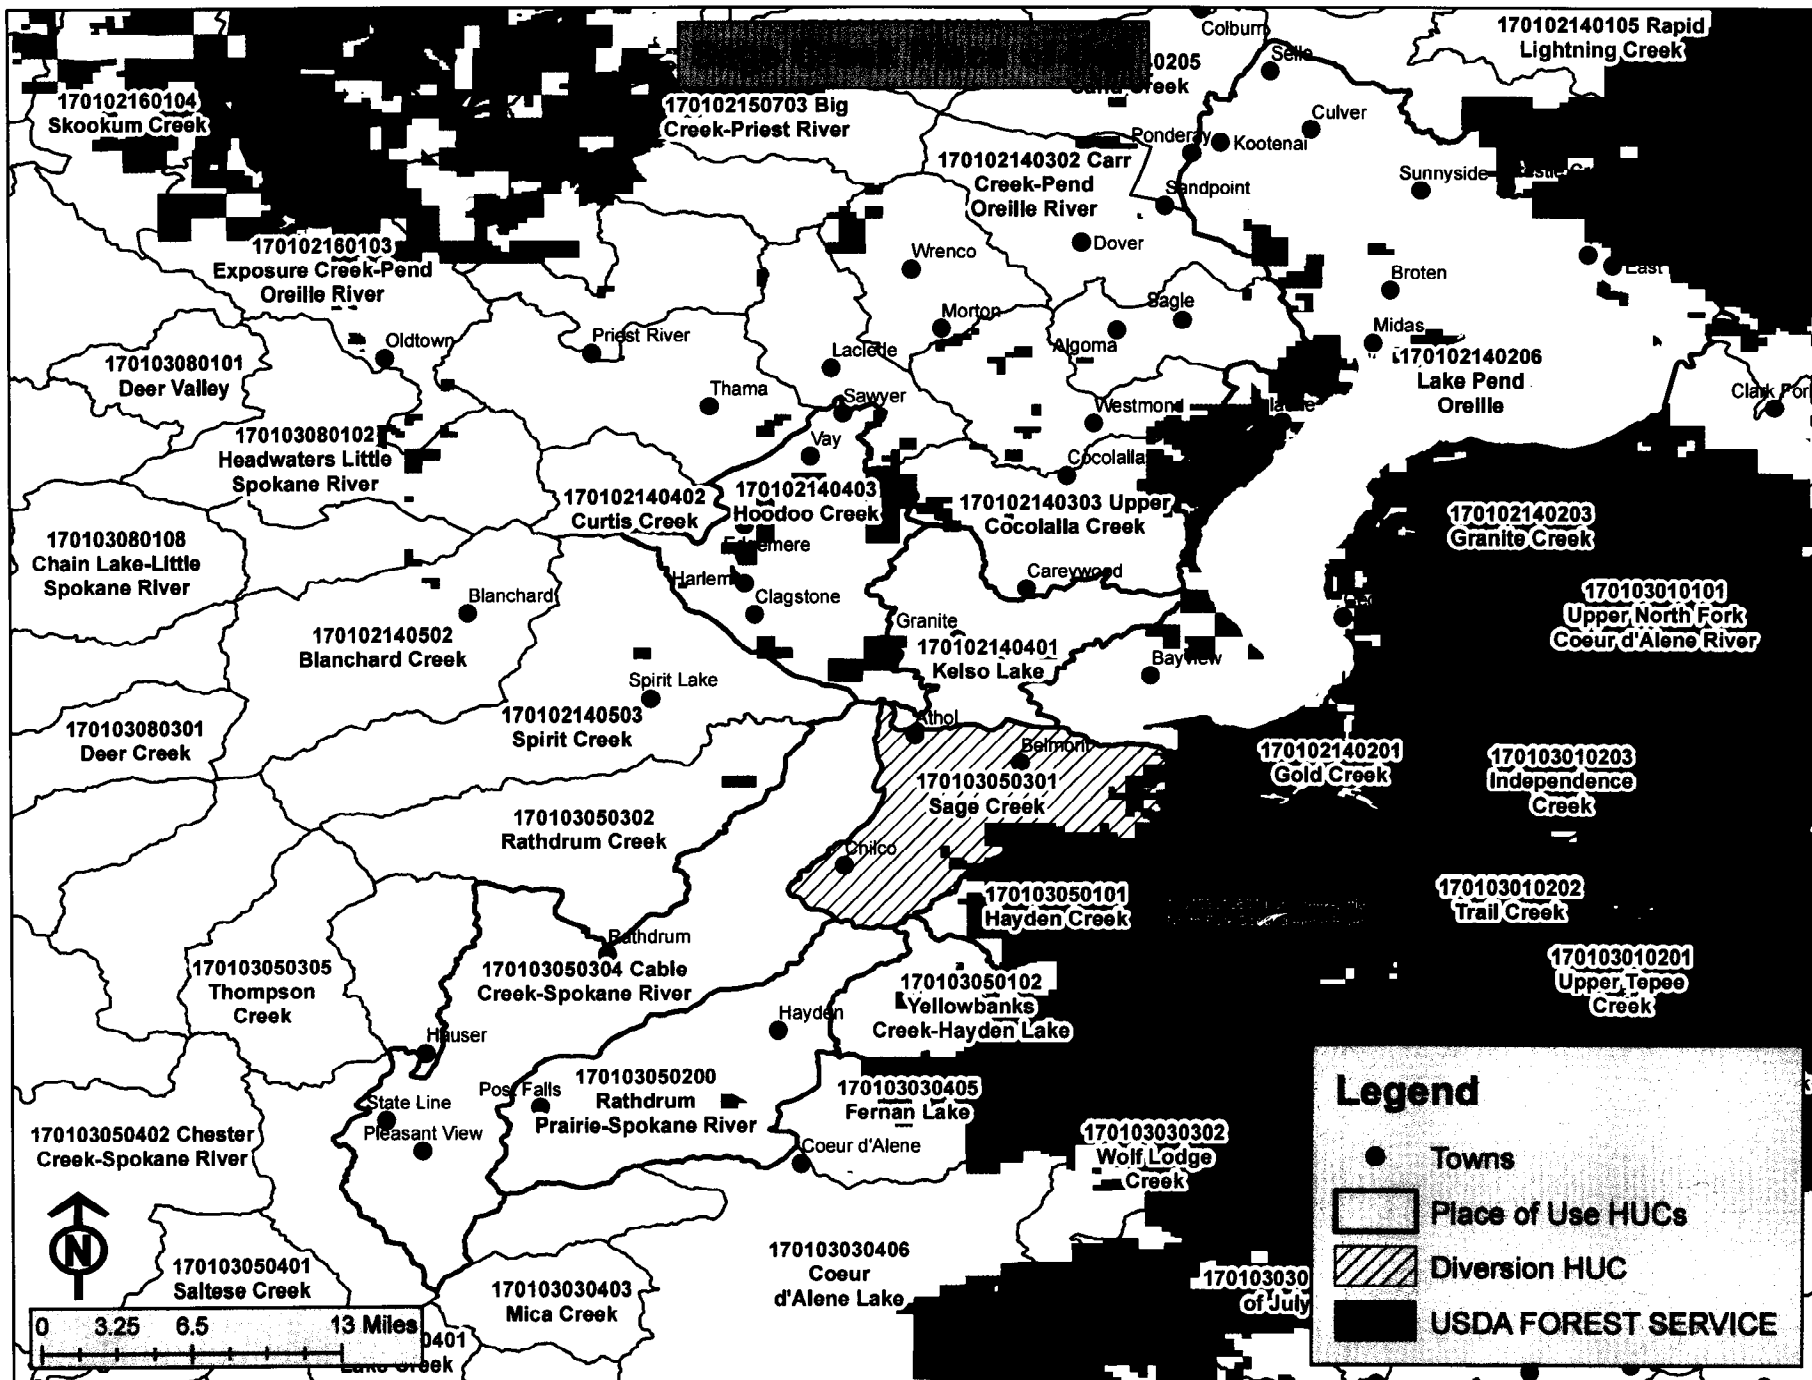 Colburn
170102140105 Rapid
Lightning Creek
Selle
170102160104
Skookum Creek
170102150703 Big
Creek-Priest River
Culver
Ponderay
Kootenai
170102140302 Carr
Creek-Pend
Oreille River
Sunnyside
Sandpoint
170102160103
Exposure Creek-Pend
Oreille River
Wrenco
Dover
East
Broten
Morton
Sagle
Oldtown
Priest River
Laclede
Algoma
Midas
170103080101
Deer Valley
170102140206
Lake Pend
Oreille
Thama
Sawyer
Westmond
Clark For
170103080102
Headwaters Little
Spokane River
Vay
Cocolalla
170102140402
Curtis Creek
170102140403
Hoodoo Creek
170102140303 Upper
Cocolalla Creek
170102140203
Granite Creek
170103080108
Chain Lake-Little
Spokane River
Harlem
Careywood
Blanchard
Clagstone
170103010101
Upper North Fork
Coeur d'Alene River
Granite
170102140502
Blanchard Creek
170102140401
Kelso Lake
Bayview
Spirit Lake
170103080301
Deer Creek
170102140503
Spirit Creek
Athol
Belmont
170102140201
Gold Creek
170103010203
Independence
Creek
170103050301
Sage Creek
170103050302
Rathdrum Creek
Chilco
170103050101
Hayden Creek
170103010202
Trail Creek
Rathdrum
170103050305
Thompson
Creek
170103050304 Cable
Creek-Spokane River
170103050102
Yellowbanks
Creek-Hayden Lake
170103010201
Upper Tepee
Creek
Hayden
Hauser
Post Falls
170103050200
Rathdrum
Prairie-Spokane River
170103030405
Fernan Lake
State Line
Pleasant View
170103050402 Chester
Creek-Spokane River
Coeur d'Alene
170103030302
Wolf Lodge
Creek
170103050401
Saltese Creek
170103030403
Mica Creek
170103030406
Coeur
d'Alene Lake
170103030
of July
N
0 3.25 6.5 13 Miles
0401
Legend
Towns
Place of Use HUCs
Diversion HUC
USDA FOREST SERVICE